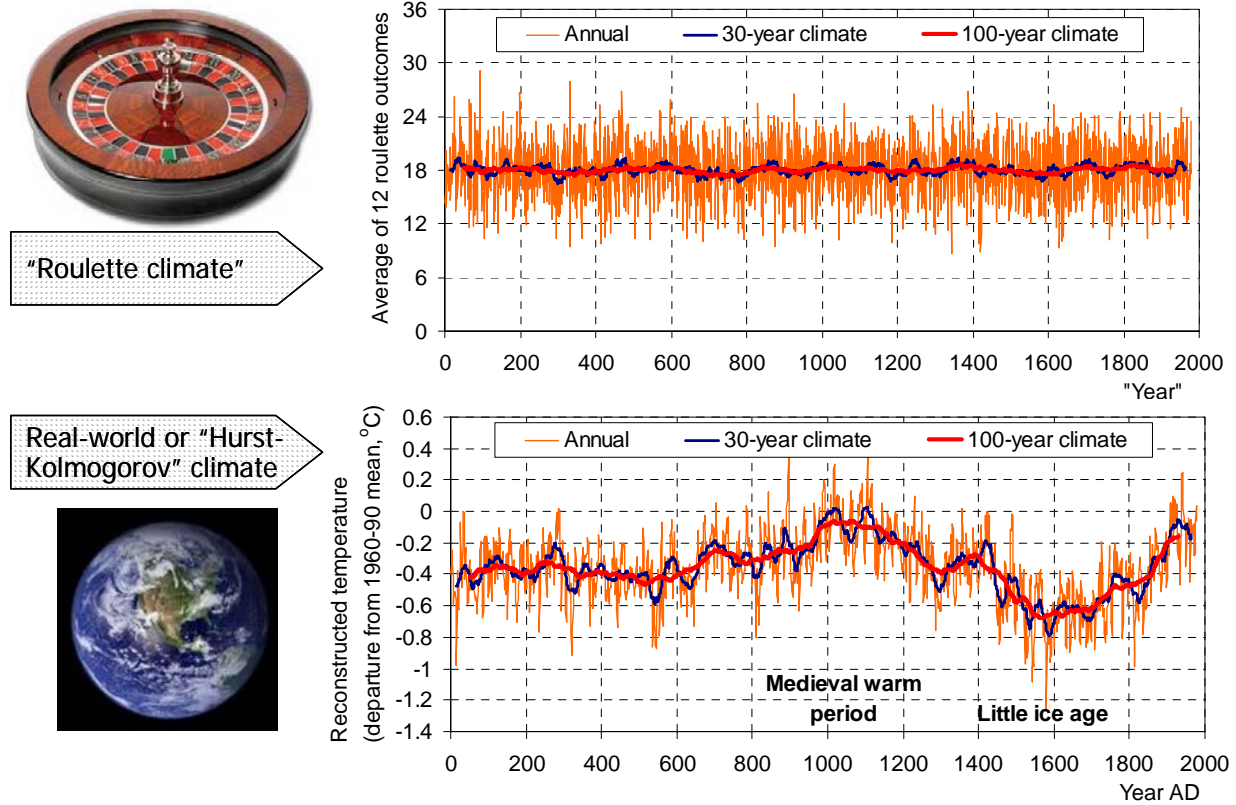 Annual 30-year climate 100-year climate
Average of 12 roulette outcomes
36
30
24
18
12
6
0
0 200 400 600 800 1000 1200 1400 1600 1800 2000
"Year"
"Roulette climate"
Real-world or "Hurst-
Kolmogorov" climate
Annual 30-year climate 100-year climate
Reconstructed temperature
(departure from 1960-90 mean, °C)
0.6
0.4
0.2
0
-0.2
-0.4
-0.6
-0.8
-1
-1.2
-1.4
Medieval warm
period
Little ice age
0 200 400 600 800 1000 1200 1400 1600 1800 2000
Year AD